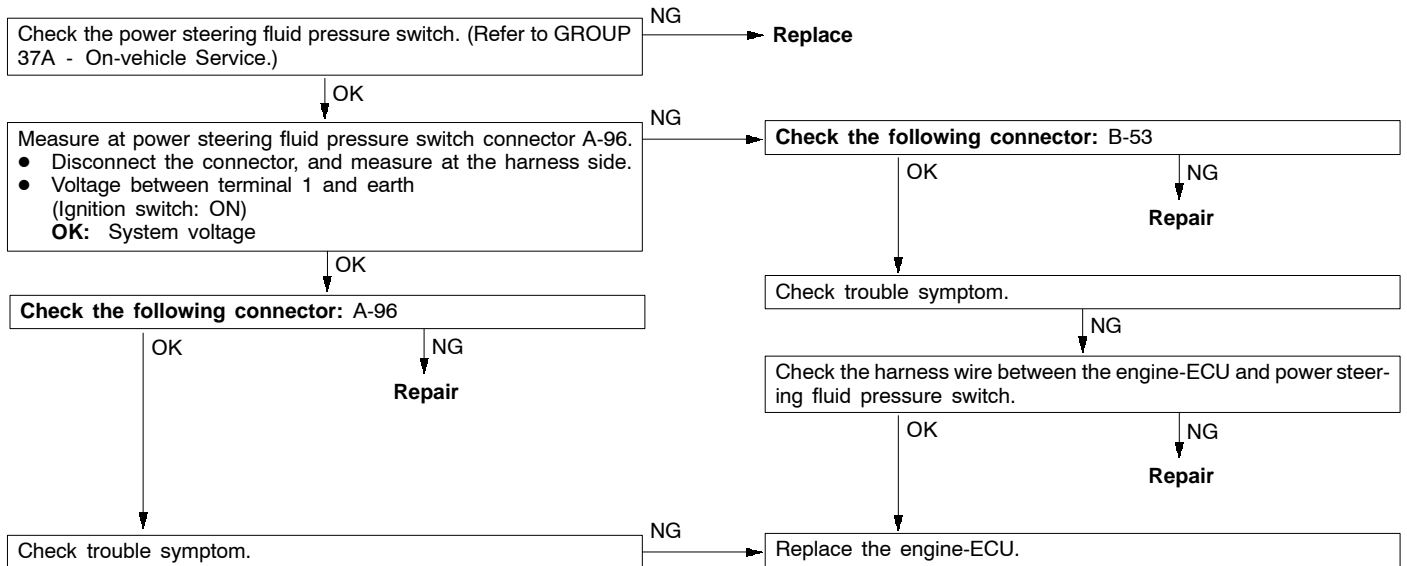 Check the power steering fluid pressure switch. (Refer to GROUP
37A - On-vehicle Service.)
NG
Replace
OK
Measure at power steering fluid pressure switch connector A-96.
● Disconnect the connector, and measure at the harness side.
● Voltage between terminal 1 and earth
(Ignition switch: ON)
OK: System voltage
NG
Check the following connector: B-53
OK
NG
Repair
OK
Check the following connector: A-96
OK
NG
Repair
Check trouble symptom.
NG
Check the harness wire between the engine-ECU and power steer-
ing fluid pressure switch.
OK
NG
Repair
Check trouble symptom.
NG
Replace the engine-ECU.